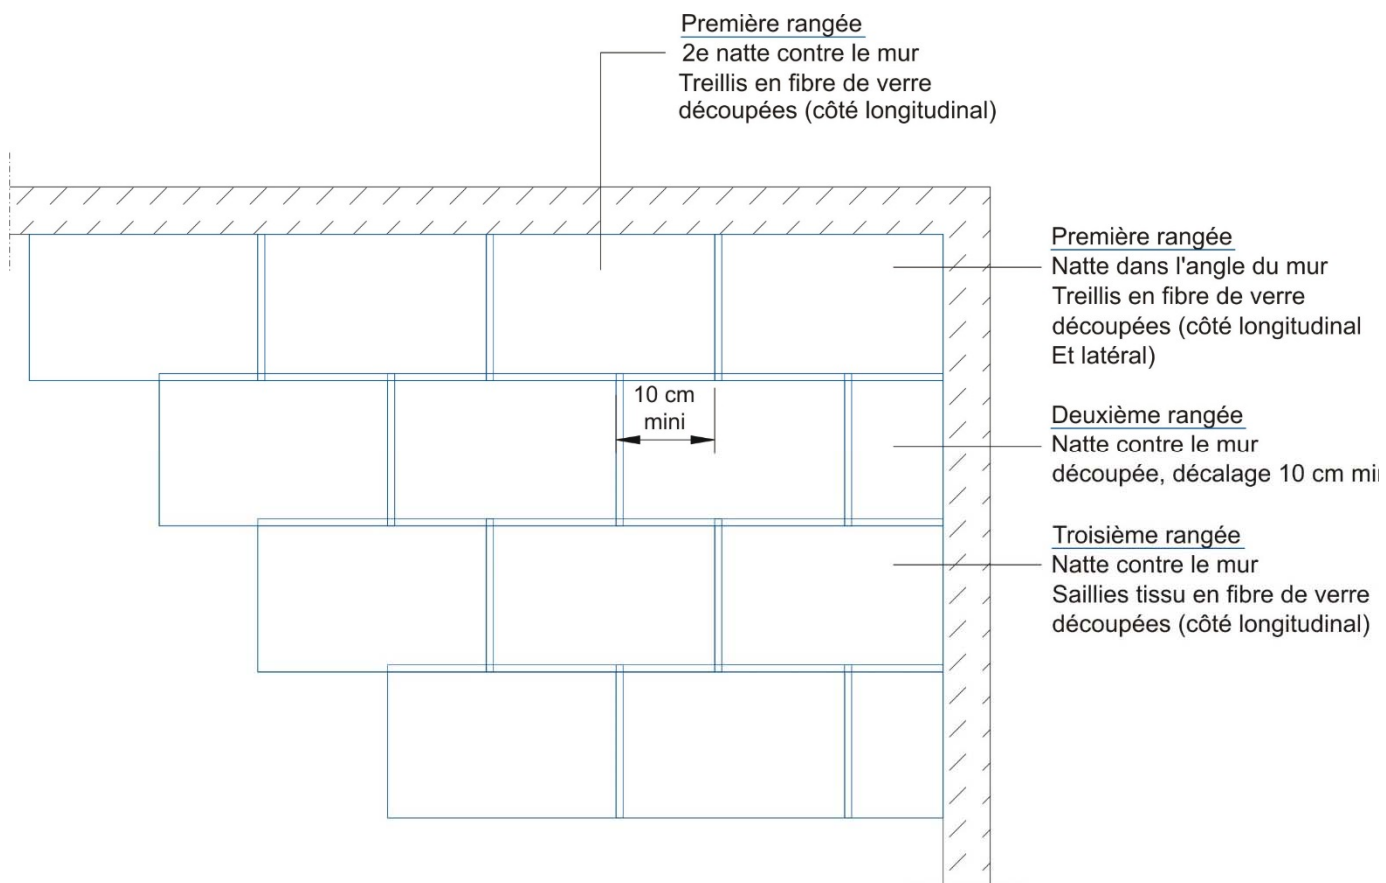 Première rangée
2e natte contre le mur
Treillis en fibre de verre
découpées (côté longitudinal)
Première rangée
Natte dans l'angle du mur
Treillis en fibre de verre
découpées (côté longitudinal
Et latéral)
10 cm
mini
Deuxième rangée
Natte contre le mur
découpée, décalage 10 cm
Troisième rangée
Natte contre le mur
Saillies tissu en fibre de verre
découpées (côté longitudinal)